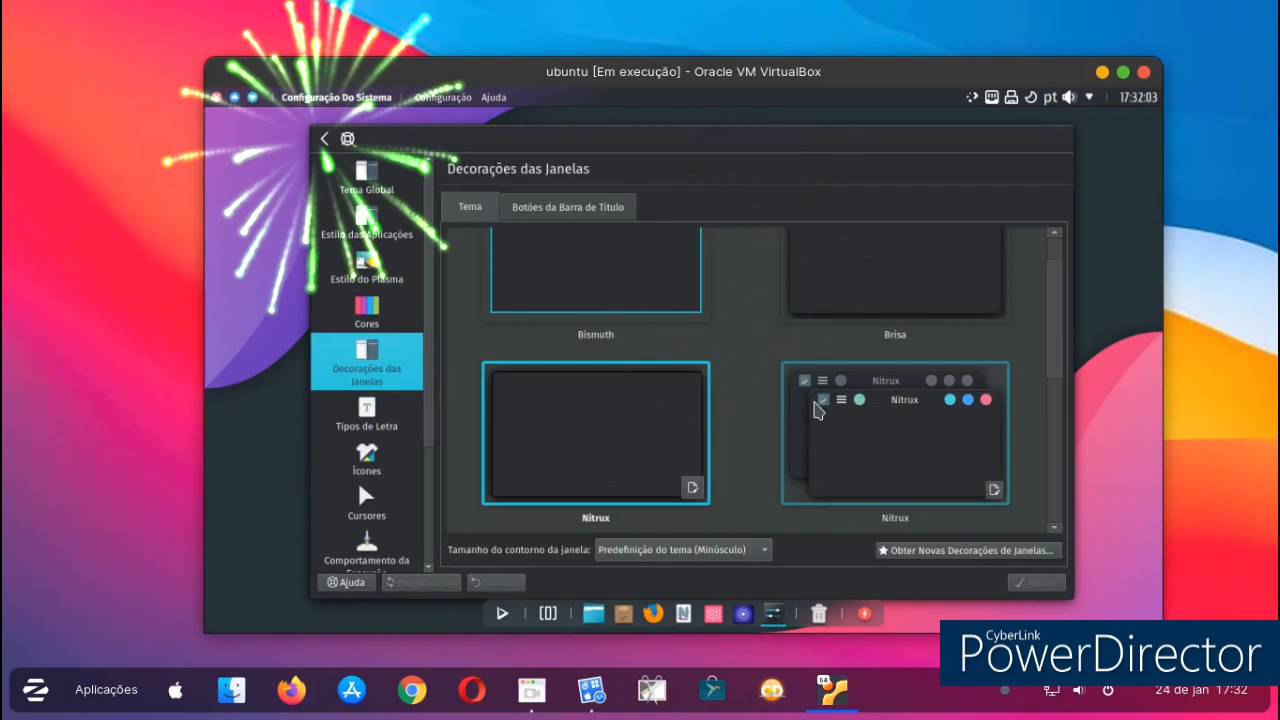 ubuntu [Em execução] - Oracle VM VirtualBox
Configuração Do Sistema
Configuração
Ajuda
pt
17:32:03
Decorações das Janelas
Tema
Botões da Barra de Título
Tema Global
Estilo das Aplicações
Estilo do Plasma
Cores
Decorações das
Janelas
Tipos de Letra
Ícones
Cursores
Comportamento da
Bismuth
Brisa
Nitrux
Nitrux
Nitrux
Nitrux
Tamanho do contorno da janela:
Predefinição do tema (Minúsculo)
Obter Novas Decorações de Janelas...
Ajuda
CyberLink
PowerDirector
Aplicações
64
24 de jan 17:32